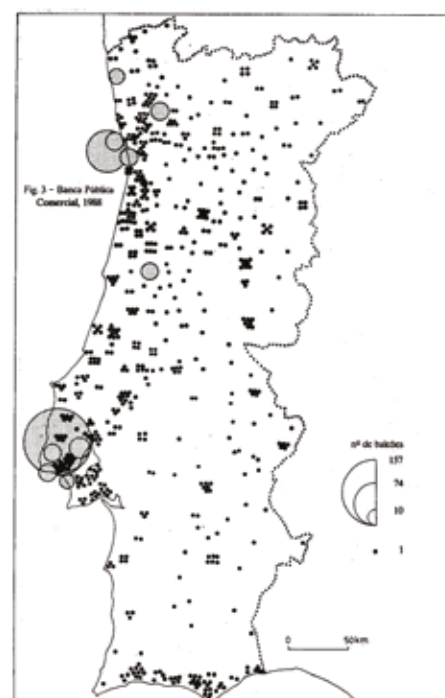 Fig. 3 – Banca Pública
Comercial, 1988
nº de balcões
157
74
10
1
0 50km